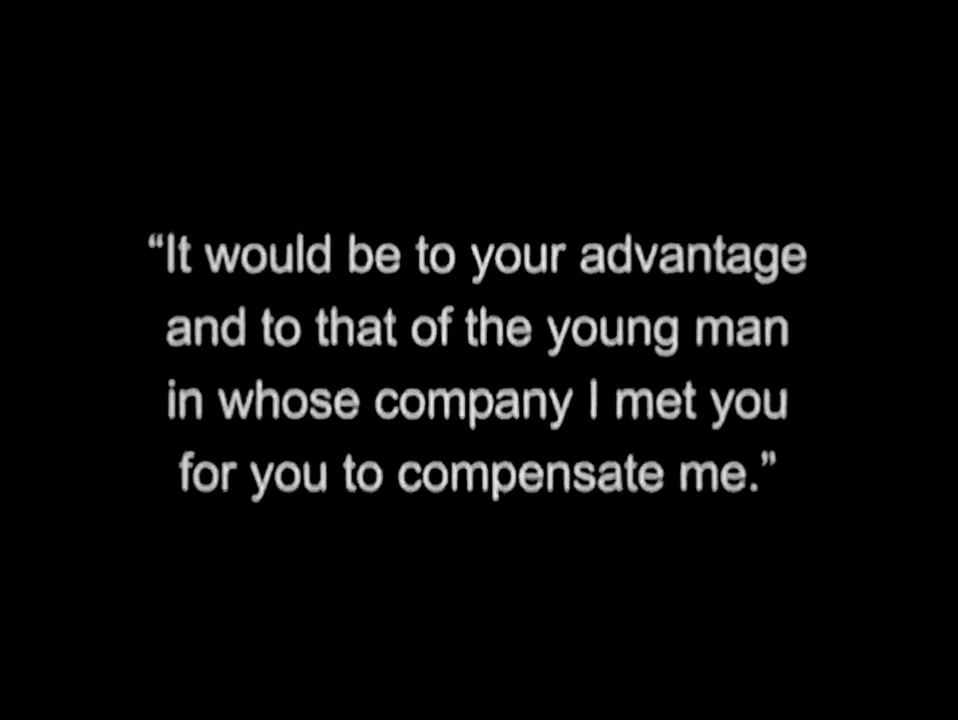 “It would be to your advantage
and to that of the young man
in whose company I met you
for you to compensate me.”